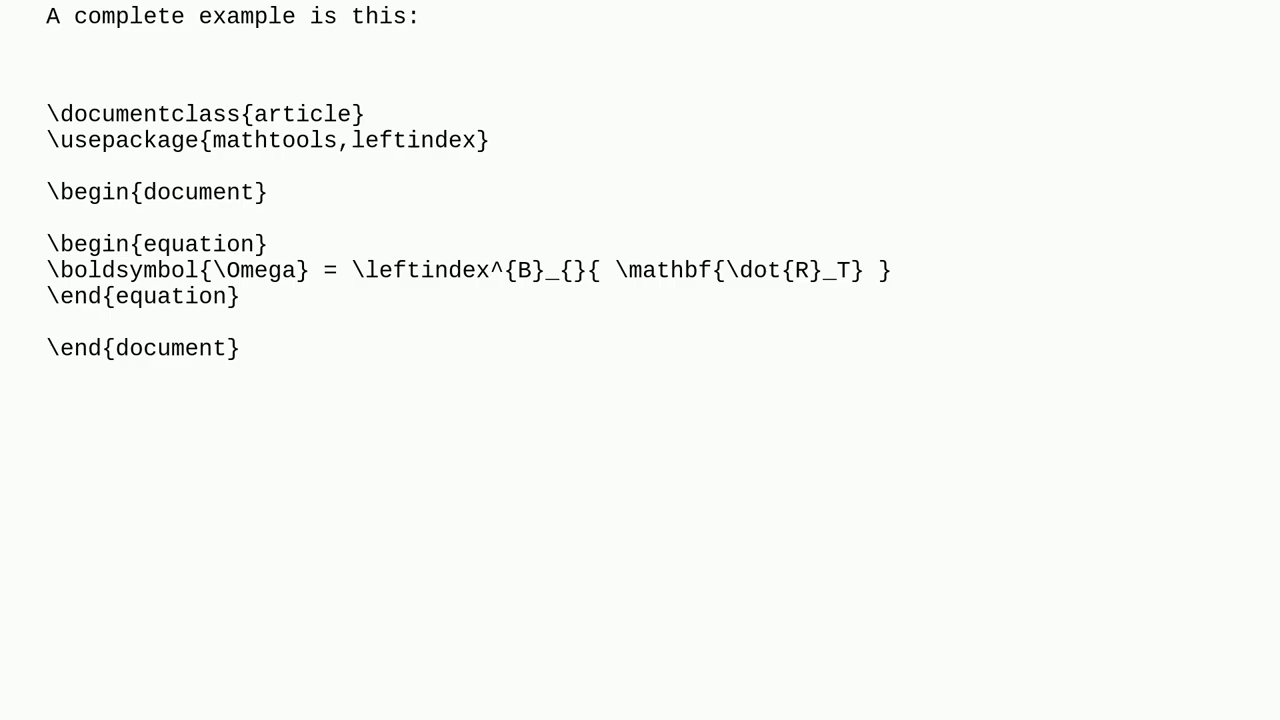 A complete example is this:
\documentclass{article}
\usepackage{mathtools,leftindex}
\begin{document}
\begin{equation}
\boldsymbol{\Omega} = \leftindex^{B}_{}{ \mathbf{\dot{R}_T} }
\end{equation}
\end{document}